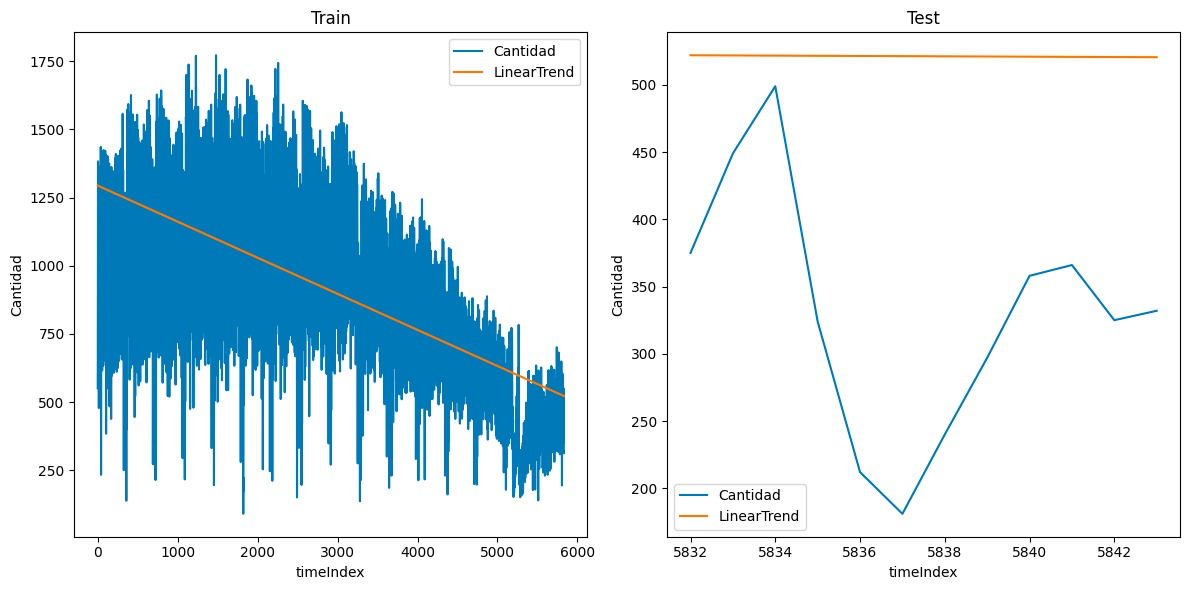 Train
Cantidad
LinearTrend
1750
1500
1250
1000
750
500
250
Cantidad
0
1000
2000
3000
4000
5000
6000
timeIndex
Test
500
450
400
350
300
250
200
Cantidad
Cantidad
LinearTrend
5832
5834
5836
5838
5840
5842
timeIndex